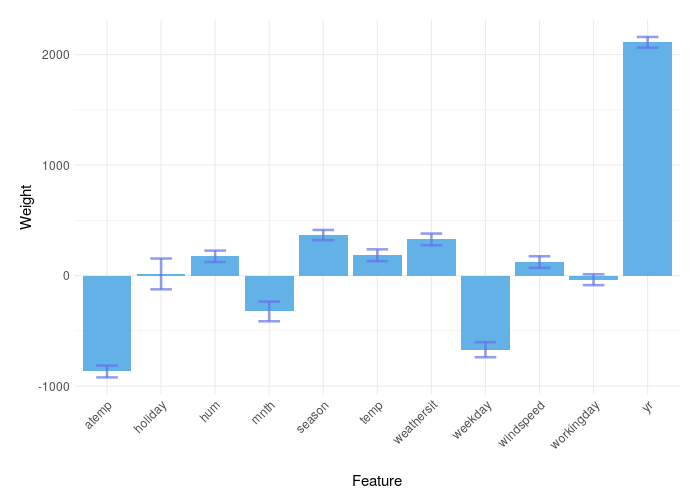 2000
1000
0
-1000
Weight
atemp
holiday
hum
mnth
season
temp
weathersit
weekday
windspeed
workingday
yr
Feature